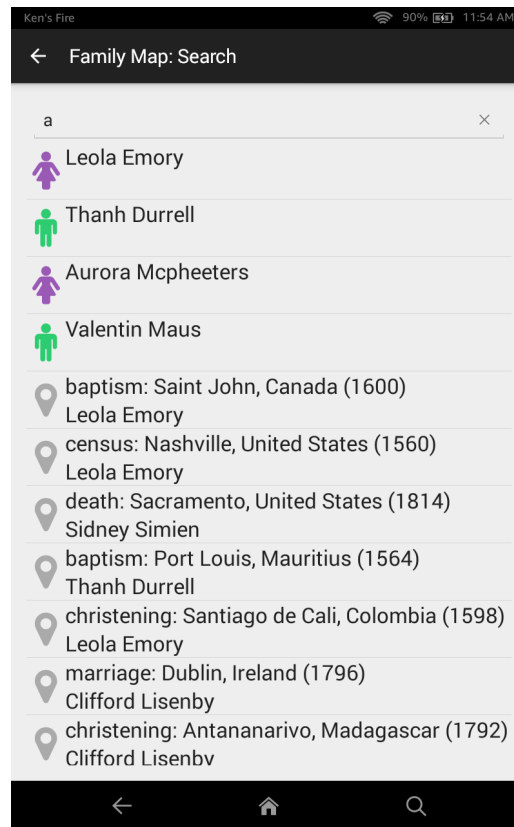 Ken's Fire 90% 11:54 AM
Family Map: Search
a
Leola Emory
Thanh Durrell
Aurora Mcpheeters
Valentin Maus
baptism: Saint John, Canada (1600)
Leola Emory
census: Nashville, United States (1560)
Leola Emory
death: Sacramento, United States (1814)
Sidney Simien
baptism: Port Louis, Mauritius (1564)
Thanh Durrell
christening: Santiago de Cali, Colombia (1598)
Leola Emory
marriage: Dublin, Ireland (1796)
Clifford Lisenby
christening: Antananarivo, Madagascar (1792)
Clifford Lisenby